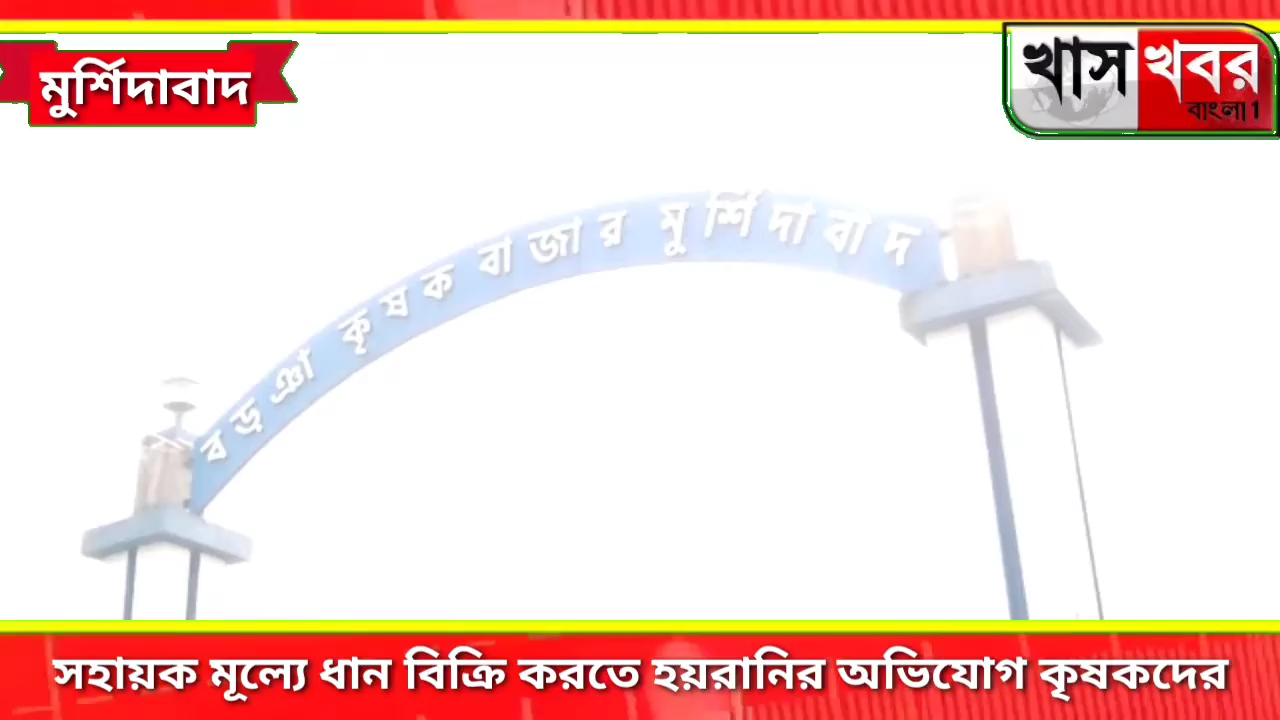 মুর্শিদাবাদ
খাস খবর
বাংলা 1
বড়ঞা কৃষক বাজার মুর্শিদাবাদ
সহায়ক মূল্যে ধান বিক্রি করতে হয়রানির অভিযোগ কৃষকদের